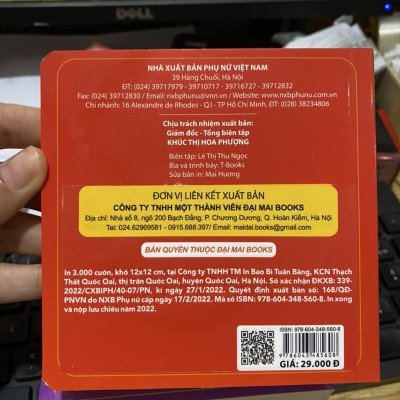 DELL
NHÀ XUẤT BẢN PHỤ NỮ VIỆT NAM
39 Hàng Chuối, Hà Nội
ĐT: (024) 39717979 - 39710717 - 39716727 - 39712832
Fax: (024) 39712830 - Email: nxbphunu@vnn.vn - Website: www.nxbphunu.com.vn
Chi nhánh: 16 Alexandre de Rhodes - Q.I - TP Hồ Chí Minh. ĐT: (028) 38234806
Chịu trách nhiệm xuất bản:
Giám đốc - Tổng biên tập
KHÚC THỊ HOA PHƯỢNG
Biên tập: Lê Thị Thu Ngọc
Bìa và trình bày: T-Books
Sửa bản in: Mai Hương
ĐƠN VỊ LIÊN KẾT XUẤT BẢN
CÔNG TY TNHH MỘT THÀNH VIÊN ĐẠI MAI BOOKS
Địa chỉ: Nhà số 8, ngõ 200 Bạch Đằng, P. Chương Dương, Q. Hoàn Kiếm, Hà Nội
Tel: 024.62969581 - 0915.688.397/ Email: maidai.books@gmail.com
BẢN QUYỀN THUỘC ĐẠI MAI BOOKS
In 3.000 cuốn, khổ 12x12 cm, tại Công ty TNHH TM In Bao Bì Tuấn Bằng, KCN Thạch
Thất Quốc Oai, thị trấn Quốc Oai, huyện Quốc Oai, Hà Nội. Số xác nhận ĐKXB: 339-
2022/CXBIPH/40-07/PN, kí ngày 27/1/2022. Quyết định xuất bản số: 168/QĐ-
PNVN do NXB Phụ nữ cấp ngày 17/2/2022. Mã số ISBN: 978-604-348-560-8. In xong
và nộp lưu chiểu năm 2022.
ISBN: 978-604-348-560-8
9786043485608
GIÁ: 29.000 Đ